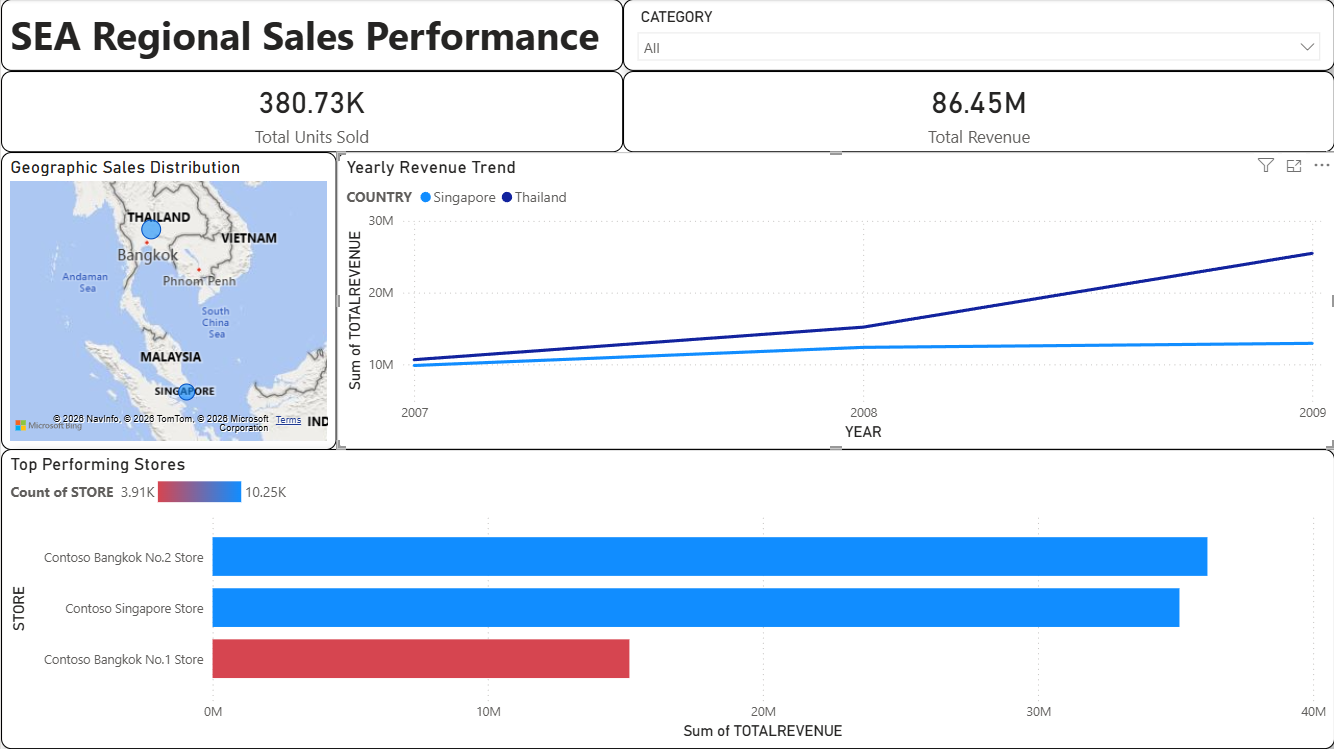 SEA Regional Sales Performance
CATEGORY
All
380.73K
Total Units Sold
86.45M
Total Revenue
Geographic Sales Distribution
THAILAND
VIETNAM
Bangkok
Andaman
Sea
Phnom Penh
South
China
Sea
MALAYSIA
SINGAPORE
© 2026 NavInfo, © 2026 TomTom, © 2026 Microsoft
Corporation
Terms
IND
Microsoft Bing
Yearly Revenue Trend
COUNTRY Singapore Thailand
Sum of TOTALREVENUE
30M
20M
10M
2007 2008 2009
YEAR
Top Performing Stores
Count of STORE 3.91K 10.25K
STORE
Contoso Bangkok No.2 Store
Contoso Singapore Store
Contoso Bangkok No.1 Store
0M 10M 20M 30M 40M
Sum of TOTALREVENUE